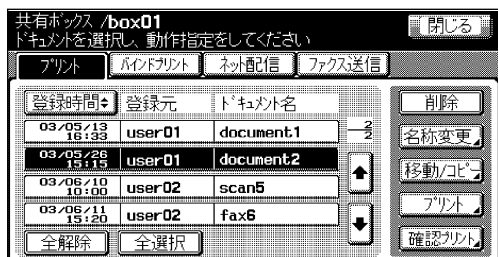 共有ボックス /box01
閉じる
ドキュメントを選択し、動作指定をしてください
プリント バインドプリント ネット配信 ファクス送信
登録時間 登録元 ドキュメント名
削除
03/05/13 16:33 user01 document1
2/2
名称変更
03/05/26 15:15 user01 document2
移動/コピー
03/06/10 10:00 user02 scan5
プリント
03/06/11 15:20 user02 fax6
全解除 全選択
確認プリント